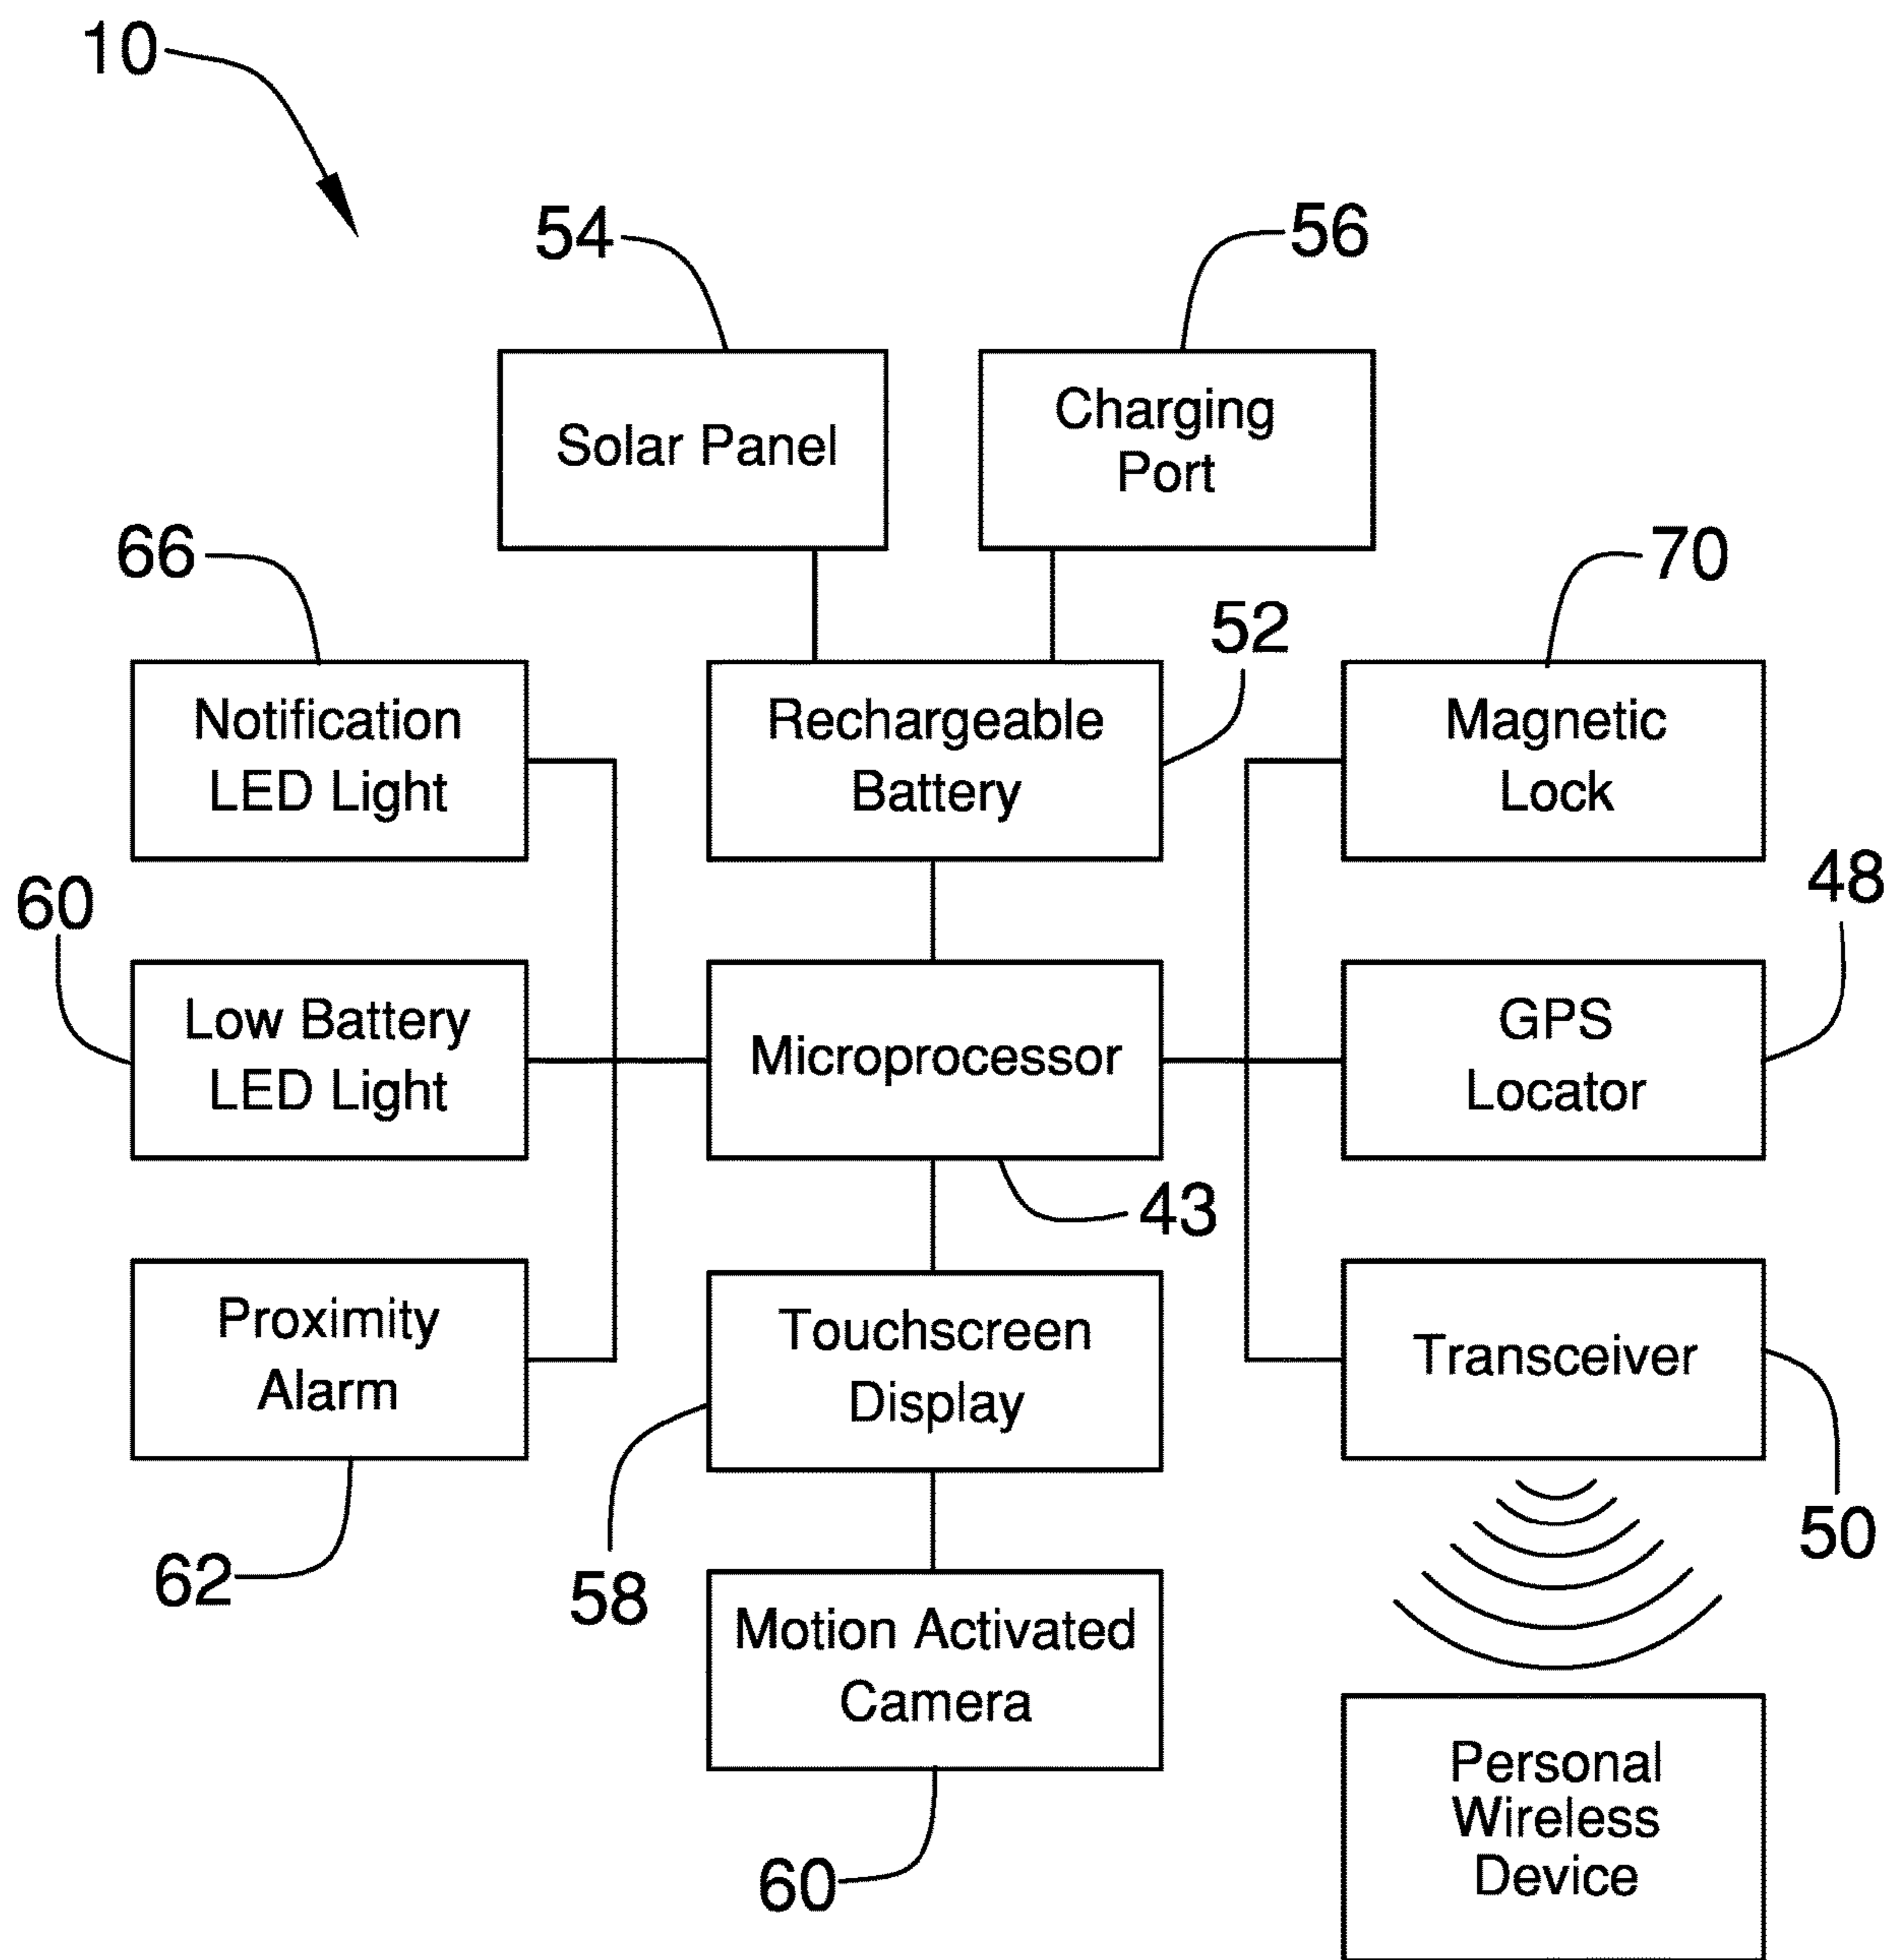 10
54
56
Solar Panel
Charging
Port
66
70
52
Notification
LED Light
Rechargeable
Battery
Magnetic
Lock
60
48
Low Battery
LED Light
Microprocessor
GPS
Locator
43
Proximity
Alarm
Touchscreen
Display
Transceiver
62
58
50
Motion Activated
Camera
60
Personal
Wireless
Device